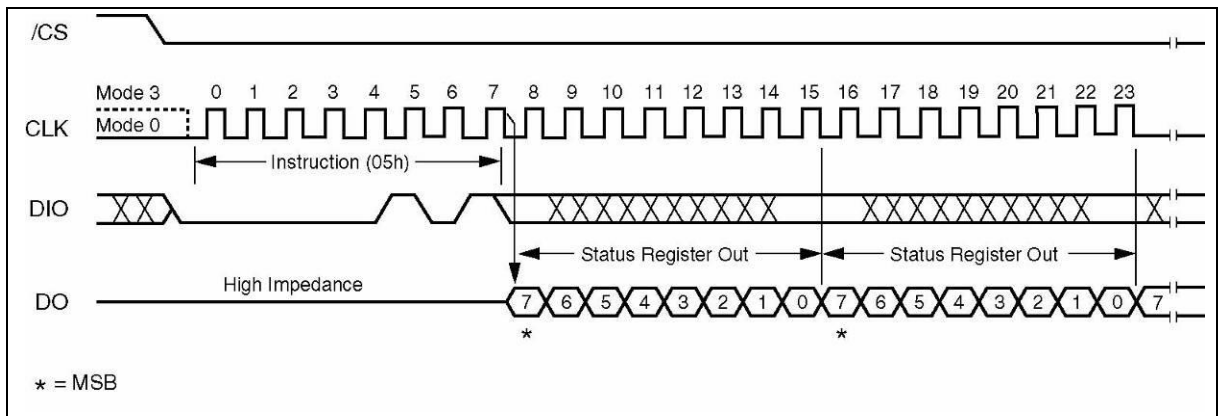 /CS
Mode 3 0 1 2 3 4 5 6 7 8 9 10 11 12 13 14 15 16 17 18 19 20 21 22 23
CLK Mode 0
Instruction (05h)
DIO
Status Register Out Status Register Out
High Impedance
DO 7 6 5 4 3 2 1 0 7 6 5 4 3 2 1 0 7
* *
* = MSB